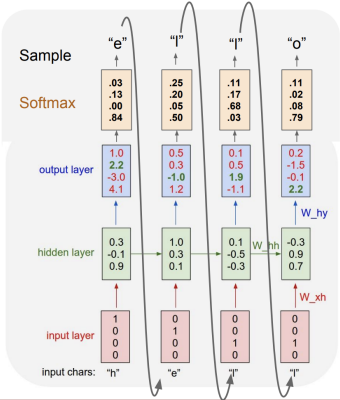 Sample “e” “l” “l” “o”
Softmax
.03 .25 .11 .11
.13 .20 .17 .02
.00 .05 .68 .08
.84 .50 .03 .79
output layer
1.0 0.5 0.1 0.2
2.2 0.3 0.5 -1.5
-3.0 -1.0 1.9 -0.1
4.1 1.2 -1.1 2.2
W_hy
hidden layer
0.3 1.0 0.1 -0.3
-0.1 0.3 -0.5 0.9
0.9 0.1 -0.3 0.7
W_hh
W_xh
input layer
1 0 0 0
0 1 0 0
0 0 1 1
0 0 0 0
input chars: “h” “e” “l” “l”